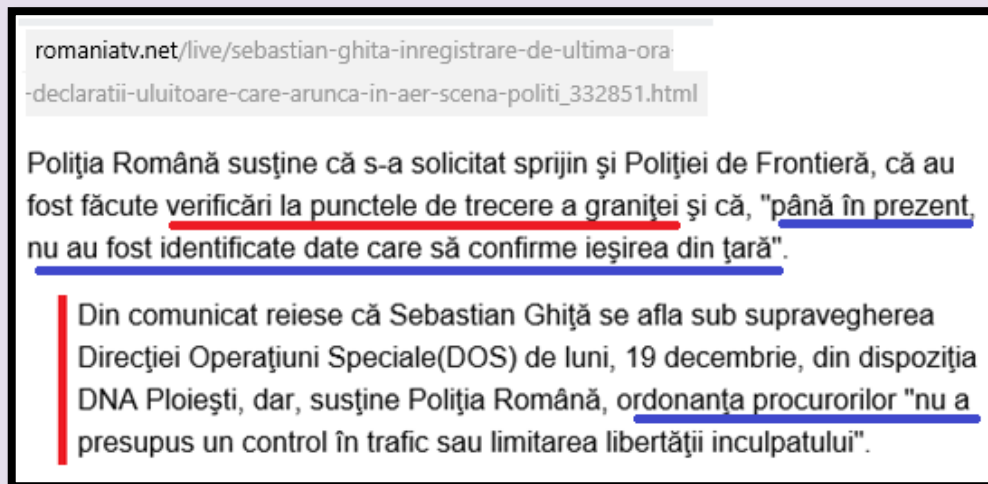 romaniatv.net/live/sebastian-ghita-inregistrare-de-ultima-ora-
-declaratii-uluitoare-care-arunca-in-aer-scena-politi_332851.html
Poliţia Română susţine că s-a solicitat sprijin şi Poliţiei de Frontieră, că au
fost făcute verificări la punctele de trecere a graniţei şi că, "până în prezent,
nu au fost identificate date care să confirme ieşirea din ţară".
Din comunicat reiese că Sebastian Ghiţă se afla sub supravegherea
Direcţiei Operaţiuni Speciale(DOS) de luni, 19 decembrie, din dispoziţia
DNA Ploieşti, dar, susţine Poliţia Română, ordonanţa procurorilor "nu a
presupus un control în trafic sau limitarea libertăţii inculpatului".